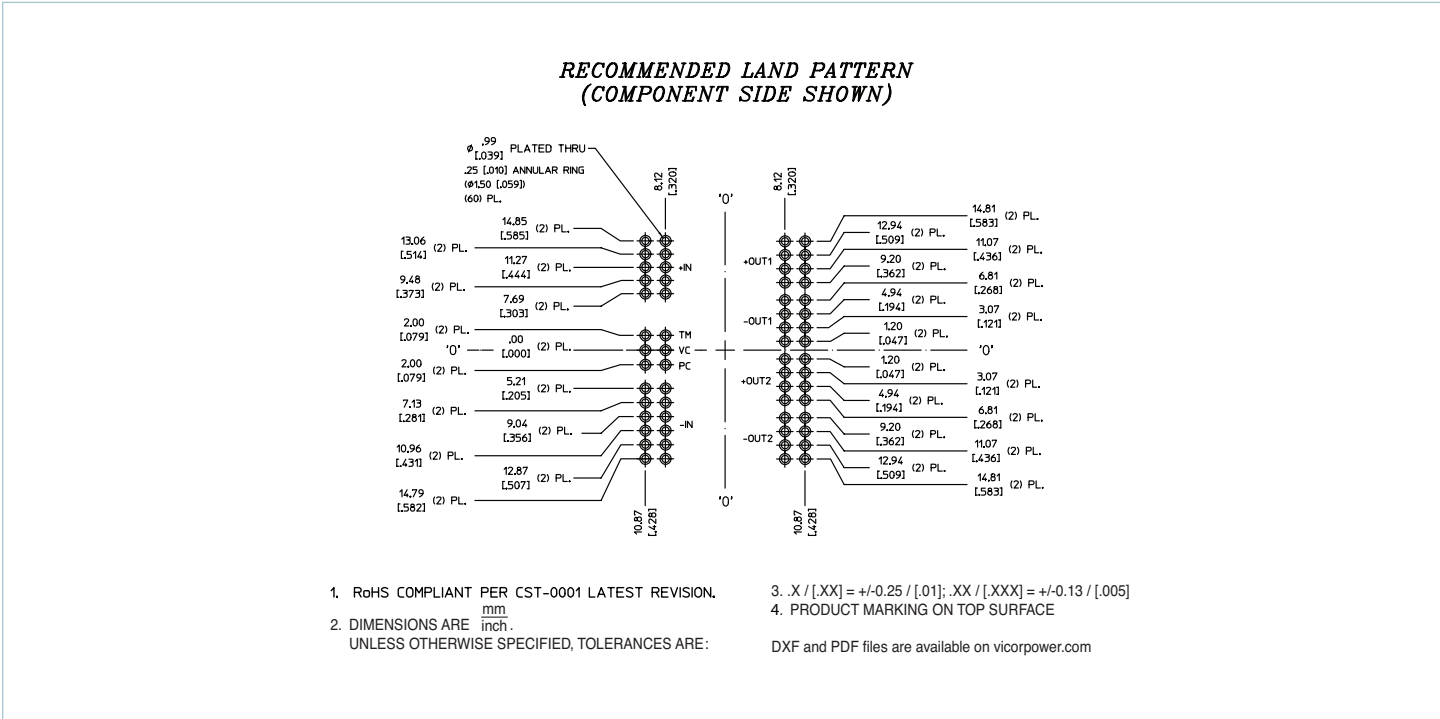 RECOMMENDED LAND PATTERN
(COMPONENT SIDE SHOWN)
ø .99 [.039] PLATED THRU
.25 [.010] ANNULAR RING
(ø1.50 [.059])
(60) PL.
8.12 [.320]
'0'
8.12 [.320]
14.85 [.585] (2) PL.
13.06 [.514] (2) PL.
11.27 [.444] (2) PL.
9.48 [.373] (2) PL.
7.69 [.303] (2) PL.
2.00 [.079] (2) PL.
'0'
.00 [.000] (2) PL.
2.00 [.079] (2) PL.
5.21 [.205] (2) PL.
7.13 [.281] (2) PL.
9.04 [.356] (2) PL.
10.96 [.431] (2) PL.
12.87 [.507] (2) PL.
14.79 [.582] (2) PL.
+IN
TM
VC
PC
-IN
+OUT1
-OUT1
+OUT2
-OUT2
14.81 [.583] (2) PL.
12.94 [.509] (2) PL.
11.07 [.436] (2) PL.
9.20 [.362] (2) PL.
6.81 [.268] (2) PL.
4.94 [.194] (2) PL.
3.07 [.121] (2) PL.
1.20 [.047] (2) PL.
'0'
1.20 [.047] (2) PL.
3.07 [.121] (2) PL.
4.94 [.194] (2) PL.
6.81 [.268] (2) PL.
9.20 [.362] (2) PL.
11.07 [.436] (2) PL.
12.94 [.509] (2) PL.
14.81 [.583] (2) PL.
10.87 [.428]
'0'
10.87 [.428]
1. RoHS COMPLIANT PER CST-0001 LATEST REVISION.
2. DIMENSIONS ARE mm / inch .
UNLESS OTHERWISE SPECIFIED, TOLERANCES ARE:
3. .X / [.XX] = +/-0.25 / [.01]; .XX / [.XXX] = +/-0.13 / [.005]
4. PRODUCT MARKING ON TOP SURFACE
DXF and PDF files are available on vicorpower.com